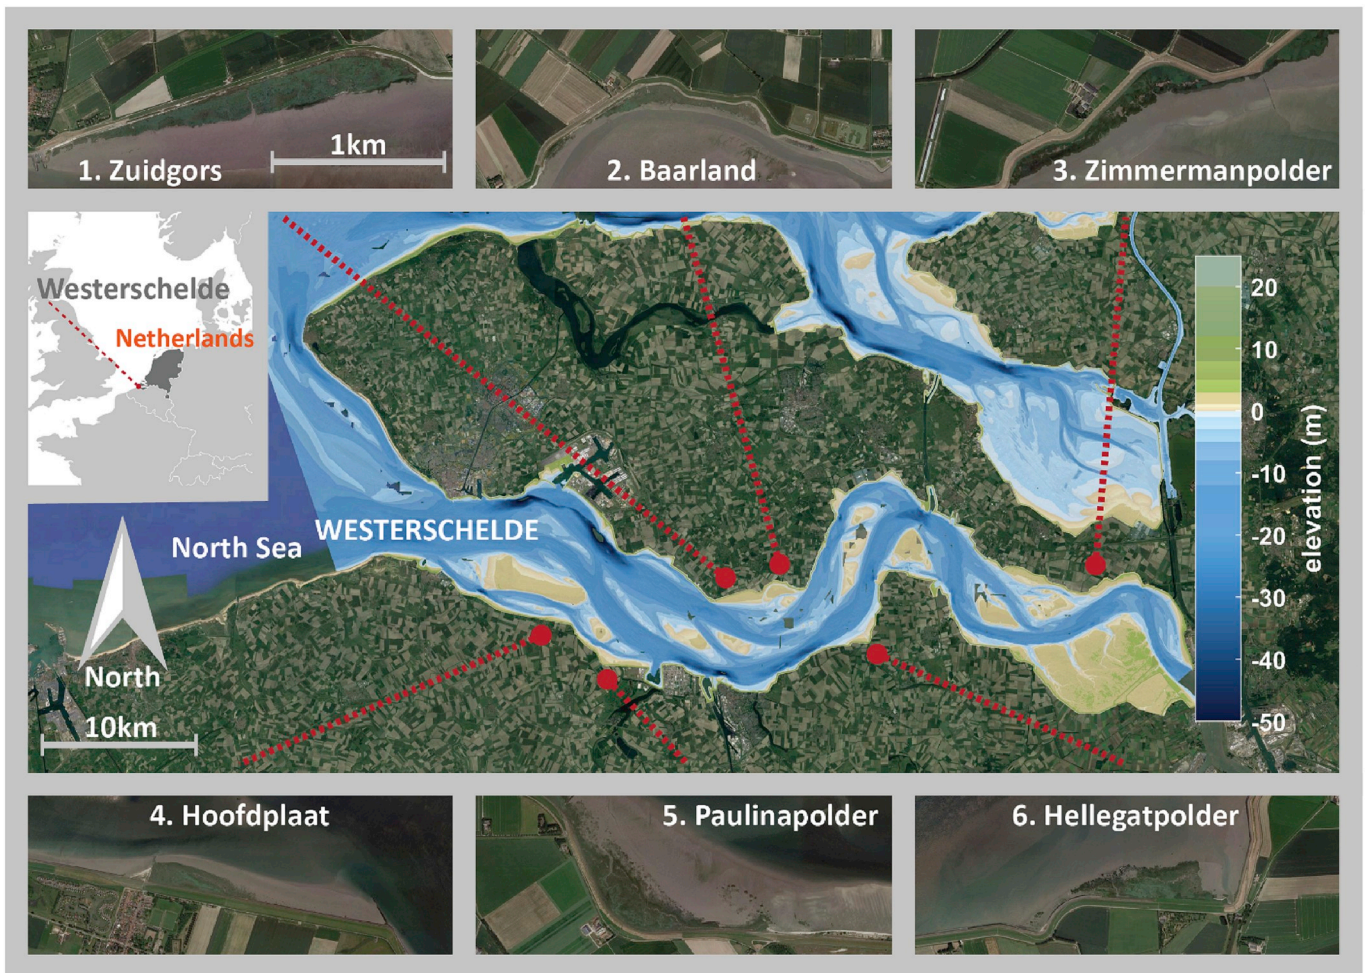 1. Zuidgors
1km
2. Baarland
3. Zimmermanpolder
Westerschelde
Netherlands
WESTERSCHELDE
North Sea
North
10km
20
10
0
-10
-20
-30
-40
-50
elevation (m)
4. Hoofdplaat
5. Paulinapolder
6. Hellegatpolder